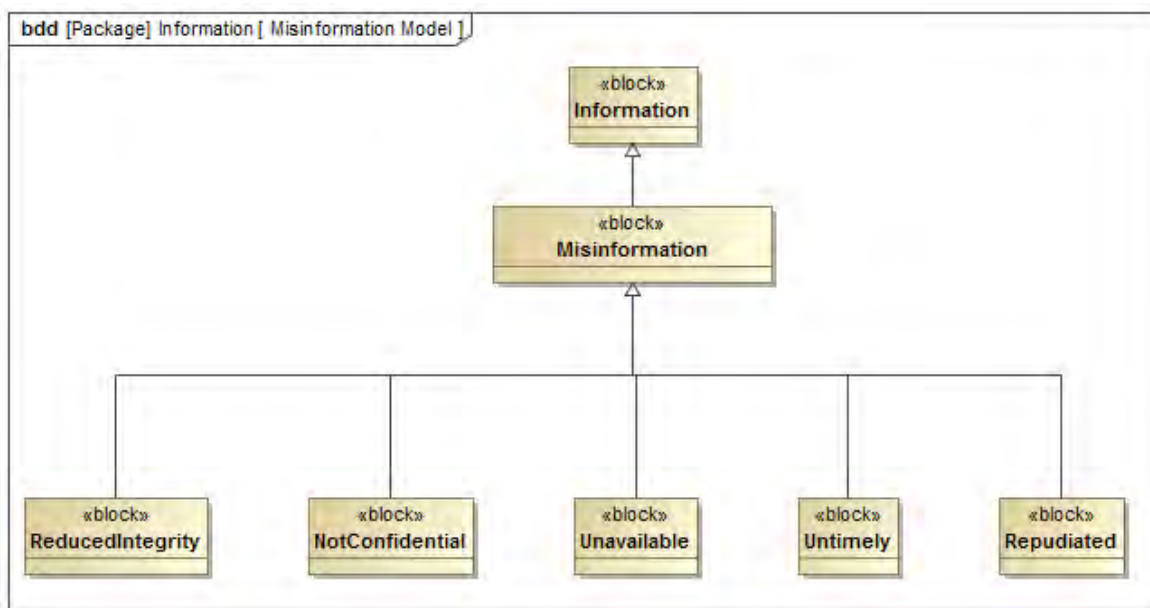 bdd [Package] Information [ Misinformation Model ]
«block»
Information
«block»
Misinformation
«block»
ReducedIntegrity
«block»
NotConfidential
«block»
Unavailable
«block»
Untimely
«block»
Repudiated